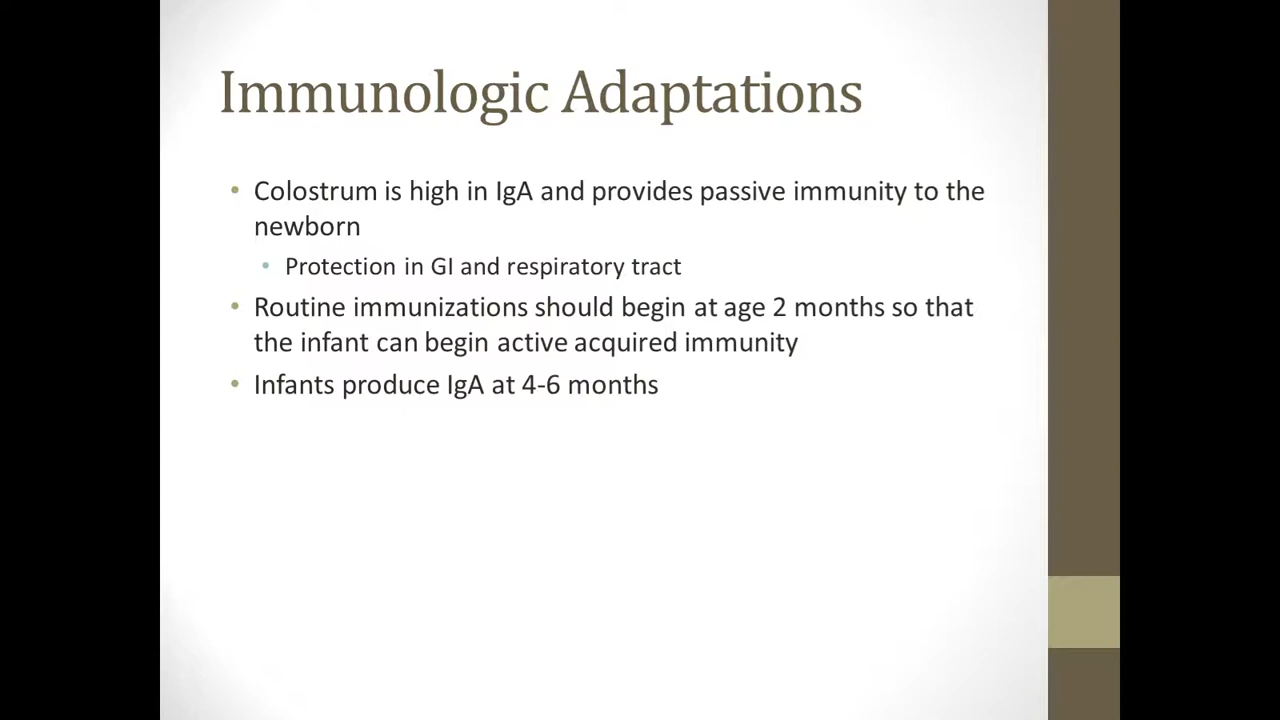 Immunologic Adaptations
• Colostrum is high in IgA and provides passive immunity to the
newborn
• Protection in GI and respiratory tract
• Routine immunizations should begin at age 2 months so that
the infant can begin active acquired immunity
• Infants produce IgA at 4-6 months